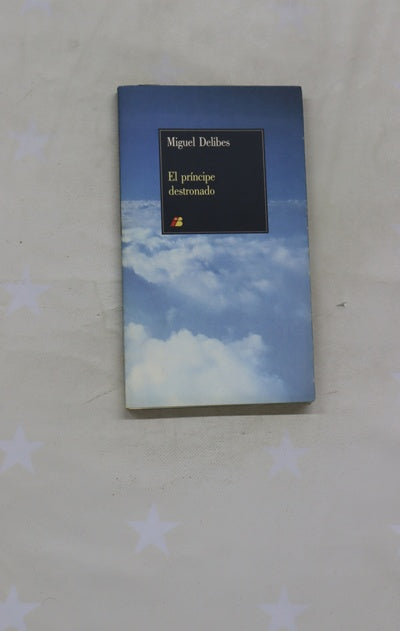 Miguel Delibes
El príncipe
destronado